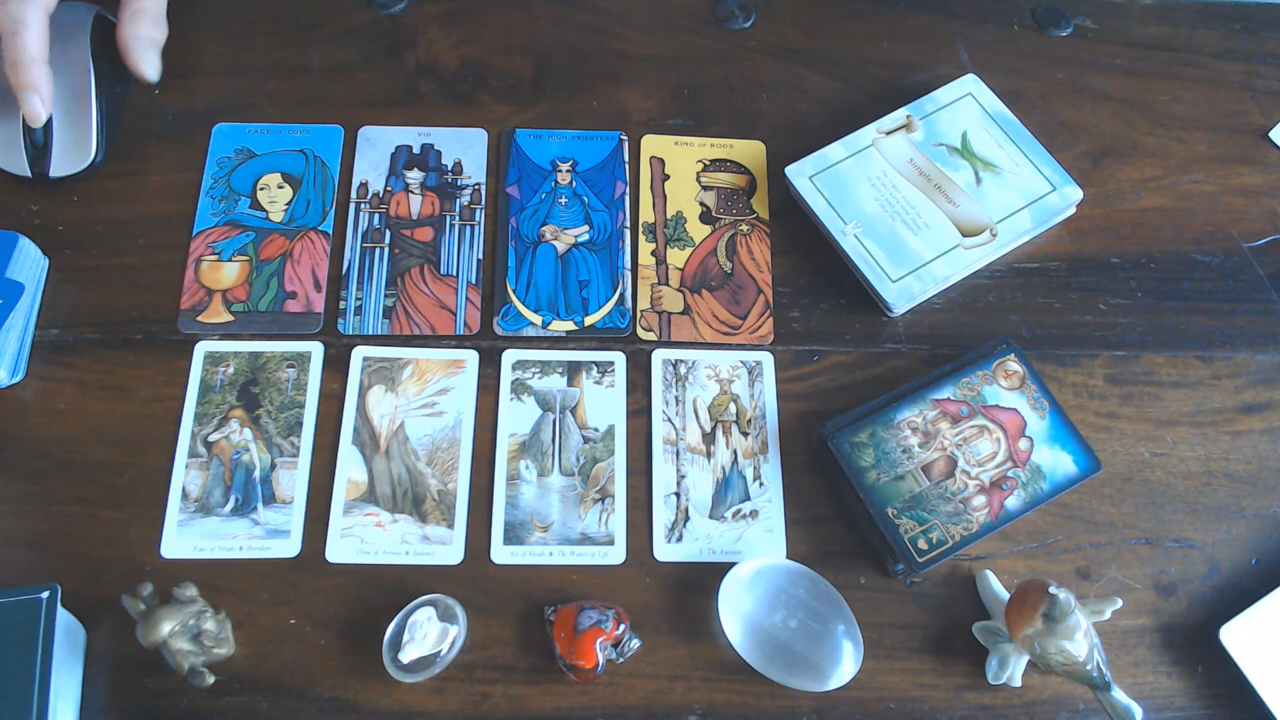 PAGE OF CUPS
VIII
II - THE HIGH PRIESTESS
KING OF RODS
Simple things!
4
Four of Vessels ♦ Boredom
Three of Arrows ♦ Jealousy
Ace of Vessels ♦ The Waters of Life
5 The Ancestor